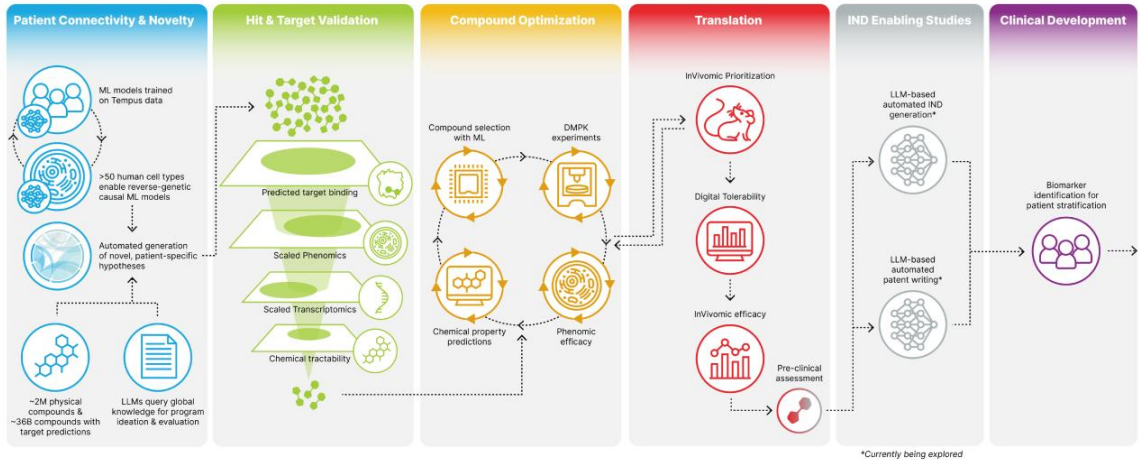 Patient Connectivity & Novelty
ML models trained
on Tempus data
>50 human cell types
enable reverse-genetic
causal ML models
Automated generation
of novel, patient-specific
hypotheses
~2M physical
compounds &
~36B compounds with
target predictions
LLMs query global
knowledge for program
ideation & evaluation
Hit & Target Validation
Predicted target binding
Scaled Phenomics
Scaled Transcriptomics
Chemical tractability
Compound Optimization
Compound selection
with ML
DMPK
experiments
Chemical property
predictions
Phenomic
efficacy
Translation
InVivomic Prioritization
Digital Tolerability
InVivomic efficacy
Pre-clinical
assessment
IND Enabling Studies
LLM-based
automated IND
generation*
LLM-based
automated
patent writing*
Clinical Development
Biomarker
identification for
patient stratification
*Currently being explored